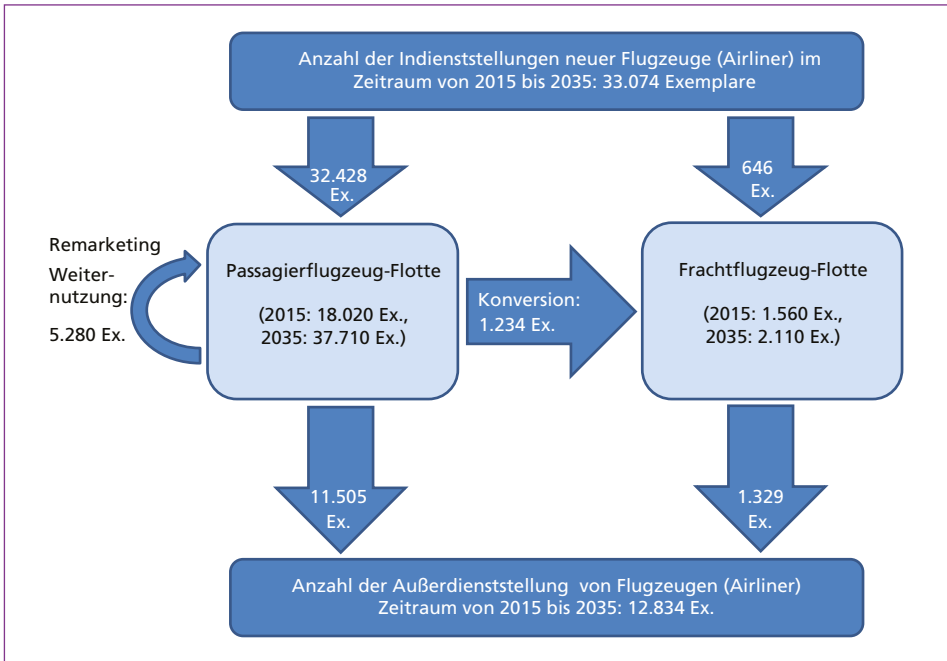 Anzahl der Indienststellungen neuer Flugzeuge (Airliner) im
Zeitraum von 2015 bis 2035: 33.074 Exemplare
32.428
Ex.
646
Ex.
Remarketing
Weiter-
nutzung:
5.280 Ex.
Passagierflugzeug-Flotte
(2015: 18.020 Ex.,
2035: 37.710 Ex.)
Konversion:
1.234 Ex.
Frachtflugzeug-Flotte
(2015: 1.560 Ex.,
2035: 2.110 Ex.)
11.505
Ex.
1.329
Ex.
Anzahl der Außerdienststellung von Flugzeugen (Airliner)
Zeitraum von 2015 bis 2035: 12.834 Ex.